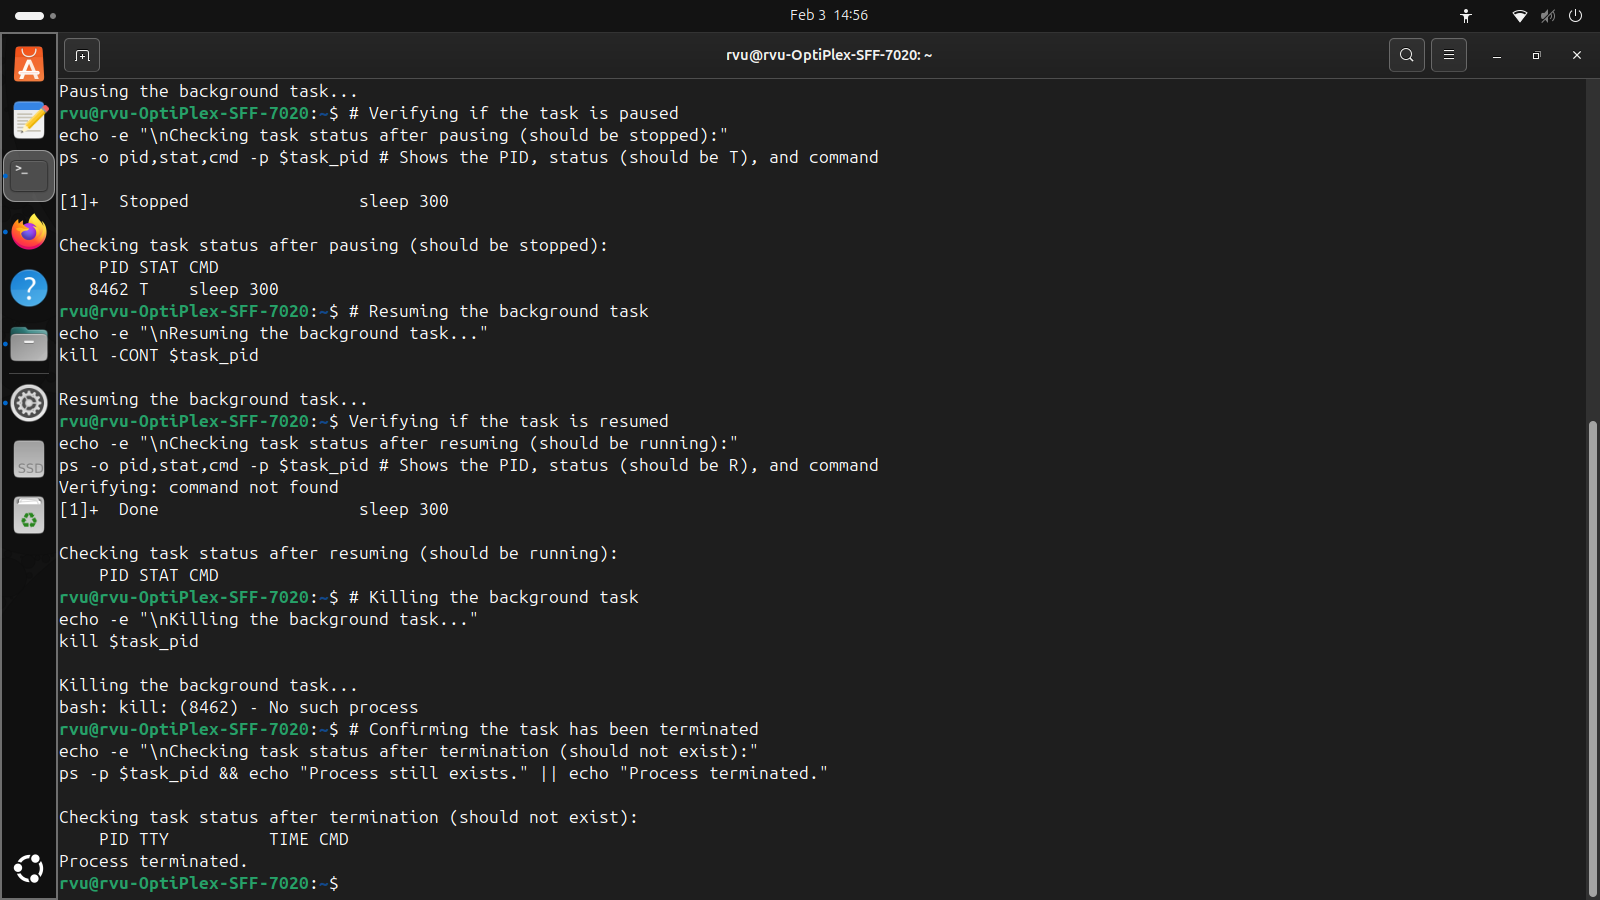 Feb 3 14:56
rvu@rvu-OptiPlex-SFF-7020: ~
Pausing the background task...
rvu@rvu-OptiPlex-SFF-7020:~$ # Verifying if the task is paused
echo -e "\nChecking task status after pausing (should be stopped):"
ps -o pid,stat,cmd -p $task_pid # Shows the PID, status (should be T), and command
[1]+  Stopped                 sleep 300
Checking task status after pausing (should be stopped):
    PID STAT CMD
   8462 T    sleep 300
rvu@rvu-OptiPlex-SFF-7020:~$ # Resuming the background task
echo -e "\nResuming the background task..."
kill -CONT $task_pid
Resuming the background task...
rvu@rvu-OptiPlex-SFF-7020:~$ Verifying if the task is resumed
echo -e "\nChecking task status after resuming (should be running):"
ps -o pid,stat,cmd -p $task_pid # Shows the PID, status (should be R), and command
Verifying: command not found
[1]+  Done                    sleep 300
Checking task status after resuming (should be running):
    PID STAT CMD
rvu@rvu-OptiPlex-SFF-7020:~$ # Killing the background task
echo -e "\nKilling the background task..."
kill $task_pid
Killing the background task...
bash: kill: (8462) - No such process
rvu@rvu-OptiPlex-SFF-7020:~$ # Confirming the task has been terminated
echo -e "\nChecking task status after termination (should not exist):"
ps -p $task_pid && echo "Process still exists." || echo "Process terminated."
Checking task status after termination (should not exist):
    PID TTY          TIME CMD
Process terminated.
rvu@rvu-OptiPlex-SFF-7020:~$
SSD